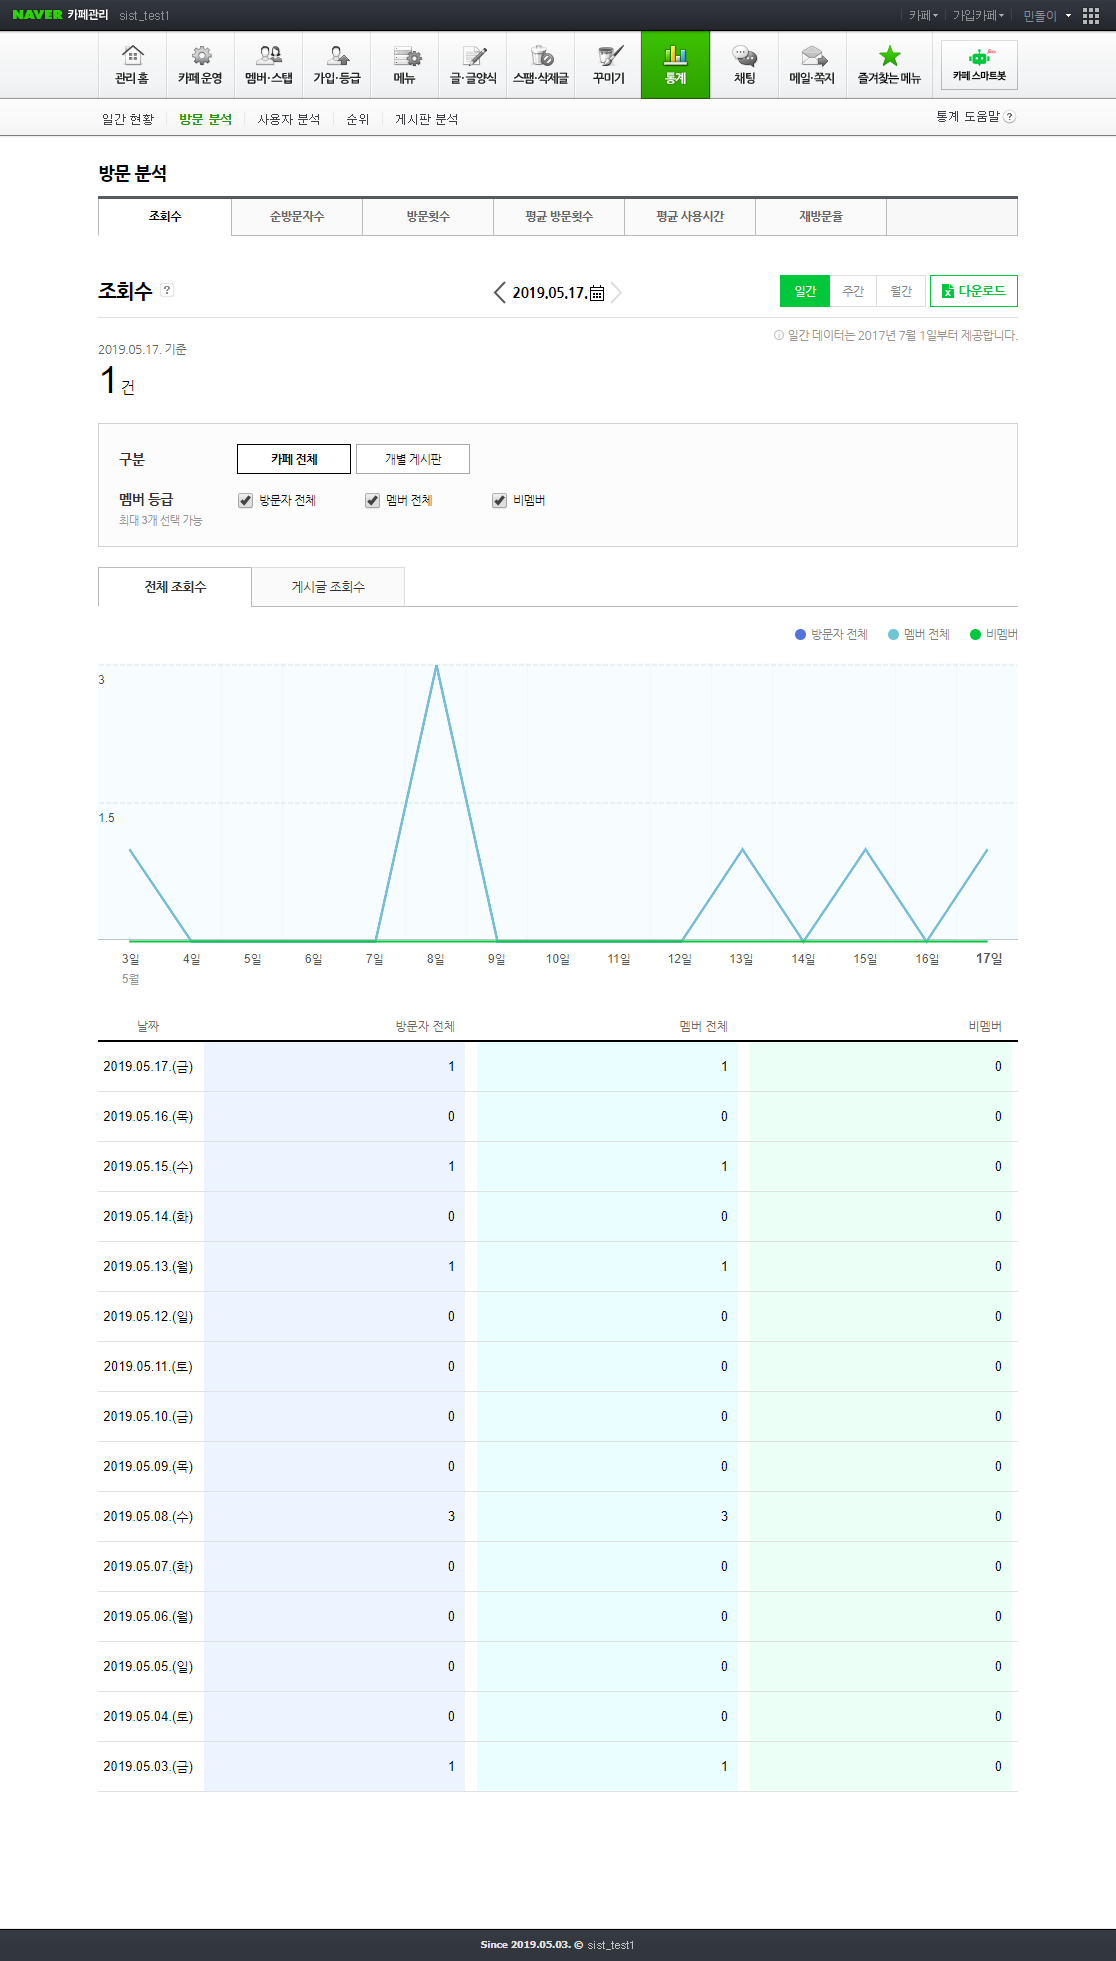 NAVER 카페관리 sist_test1 카페 가입카페 민돌이
관리 홈 카페 운영 멤버·스탭 가입·등급 메뉴 글·글양식 스팸·삭제글 꾸미기 통계 채팅 메일·쪽지 즐겨찾는 메뉴 카페 스마트봇
일간 현황 방문 분석 사용자 분석 순위 게시판 분석 통계 도움말 ?
방문 분석
조회수 순방문자수 방문횟수 평균 방문횟수 평균 사용시간 재방문율
조회수 ? 2019.05.17. 일간 주간 월간 다운로드
일간 데이터는 2017년 7월 1일부터 제공합니다.
2019.05.17. 기준
1 건
구분 카페 전체 개별 게시판
멤버 등급 방문자 전체 멤버 전체 비멤버
최대 3개 선택 가능
전체 조회수 게시글 조회수
방문자 전체 멤버 전체 비멤버
3
1.5
3일 4일 5일 6일 7일 8일 9일 10일 11일 12일 13일 14일 15일 16일 17일
5월
날짜 방문자 전체 멤버 전체 비멤버
2019.05.17.(금) 1 1 0
2019.05.16.(목) 0 0 0
2019.05.15.(수) 1 1 0
2019.05.14.(화) 0 0 0
2019.05.13.(월) 1 1 0
2019.05.12.(일) 0 0 0
2019.05.11.(토) 0 0 0
2019.05.10.(금) 0 0 0
2019.05.09.(목) 0 0 0
2019.05.08.(수) 3 3 0
2019.05.07.(화) 0 0 0
2019.05.06.(월) 0 0 0
2019.05.05.(일) 0 0 0
2019.05.04.(토) 0 0 0
2019.05.03.(금) 1 1 0
Since 2019.05.03. © sist_test1